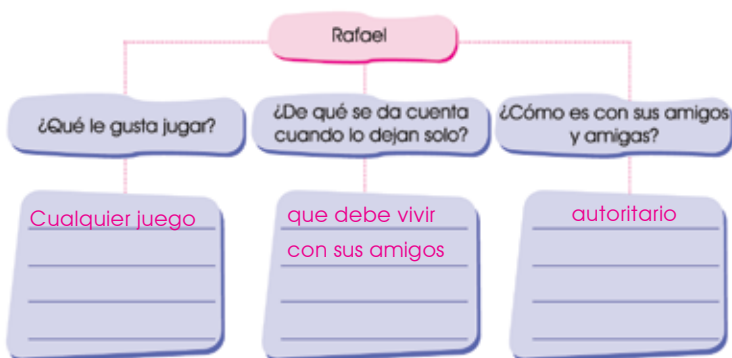 Rafael
¿Qué le gusta jugar?
¿De qué se da cuenta
cuando lo dejan solo?
¿Cómo es con sus amigos
y amigas?
Cualquier juego
que debe vivir
con sus amigos
autoritario